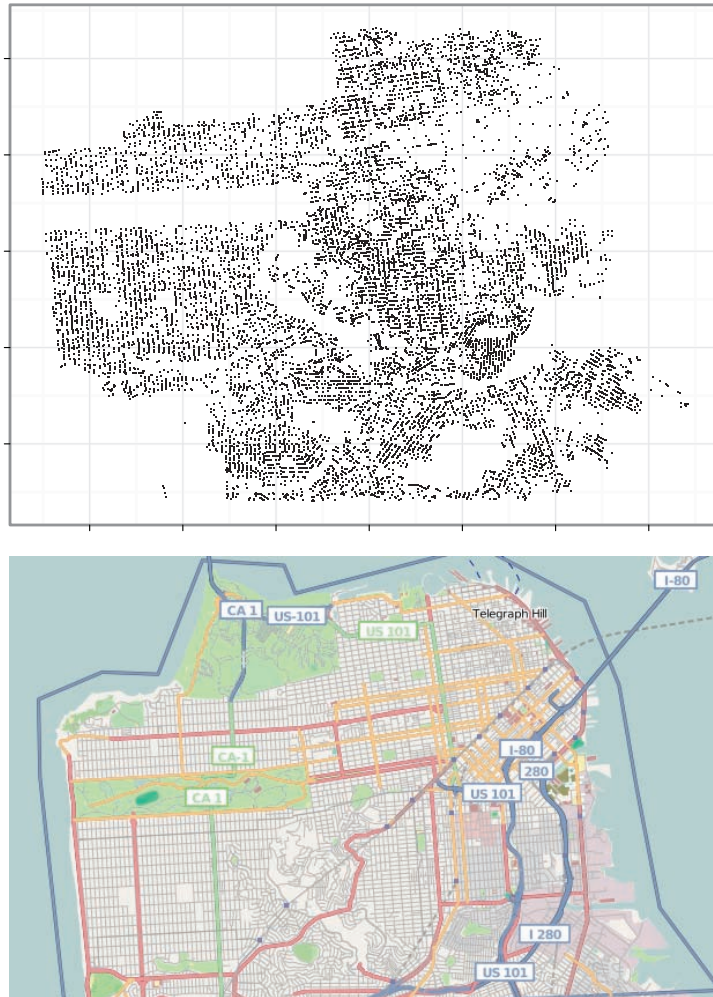 I-80
CA 1
US-101
Telegraph Hill
US 101
CA-1
I-80
280
CA 1
US 101
I 280
US 101